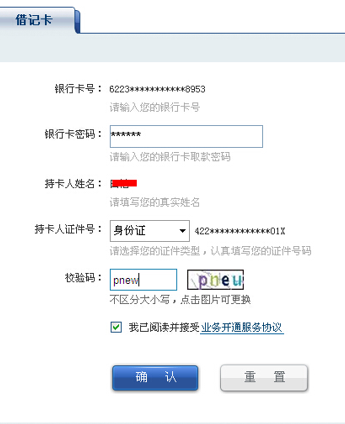 借记卡
银行卡号： 6223***********8953
请输入您的银行卡号
银行卡密码： ******
请输入您的银行卡取款密码
持卡人姓名：
请填写您的真实姓名
持卡人证件号： 身份证 422************01X
请选择您的证件类型，认真填写您的证件号码
校验码： pnew pneu
不区分大小写，点击图片可更换
我已阅读并接受业务开通服务协议
确 认 重 置